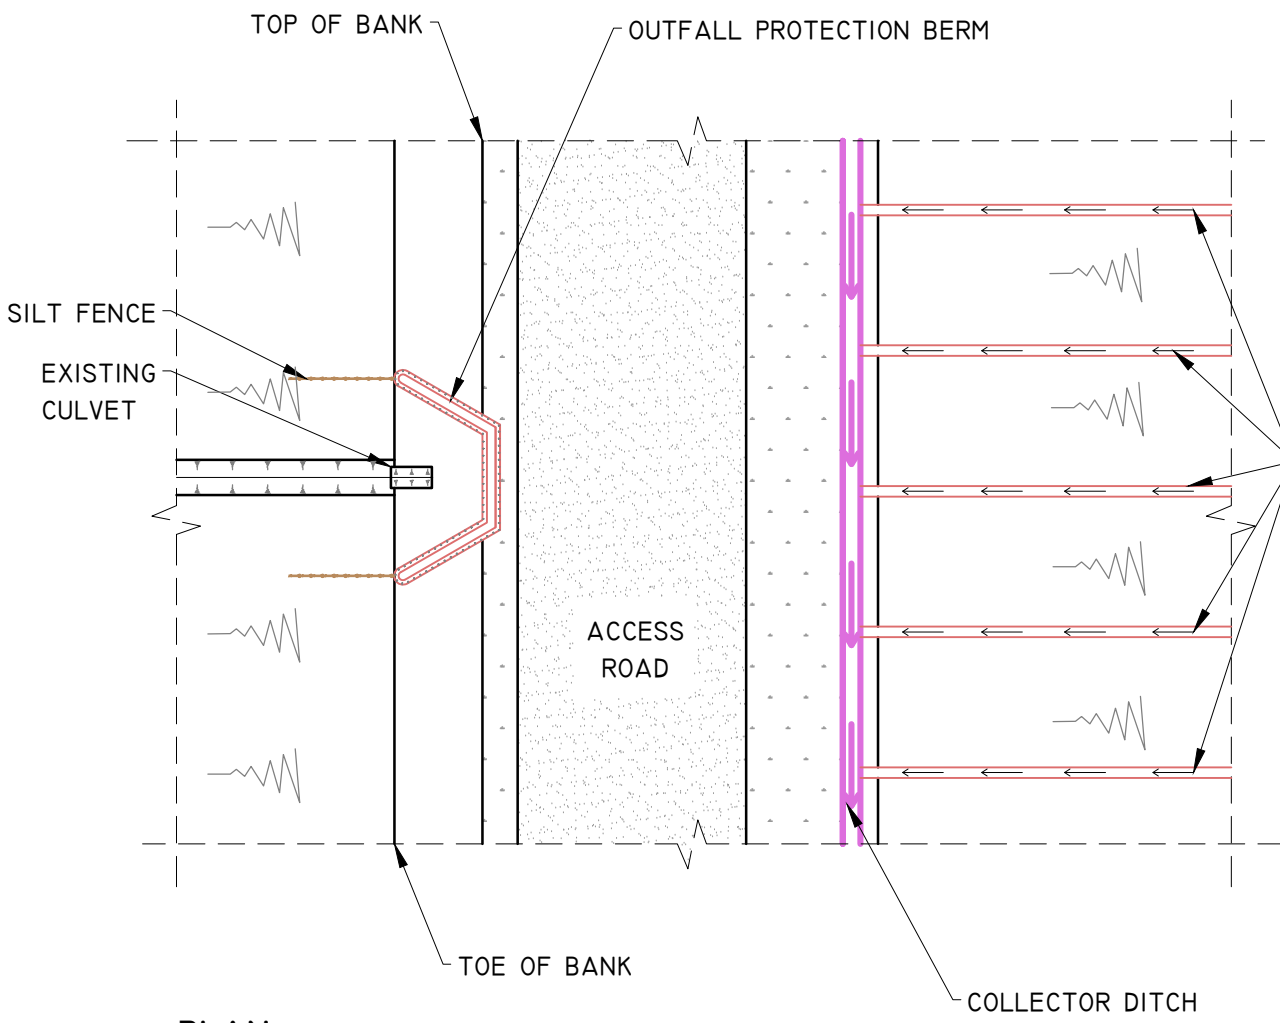 TOP OF BANK
OUTFALL PROTECTION BERM
SILT FENCE
EXISTING
CULVET
ACCESS
ROAD
TOE OF BANK
COLLECTOR DITCH